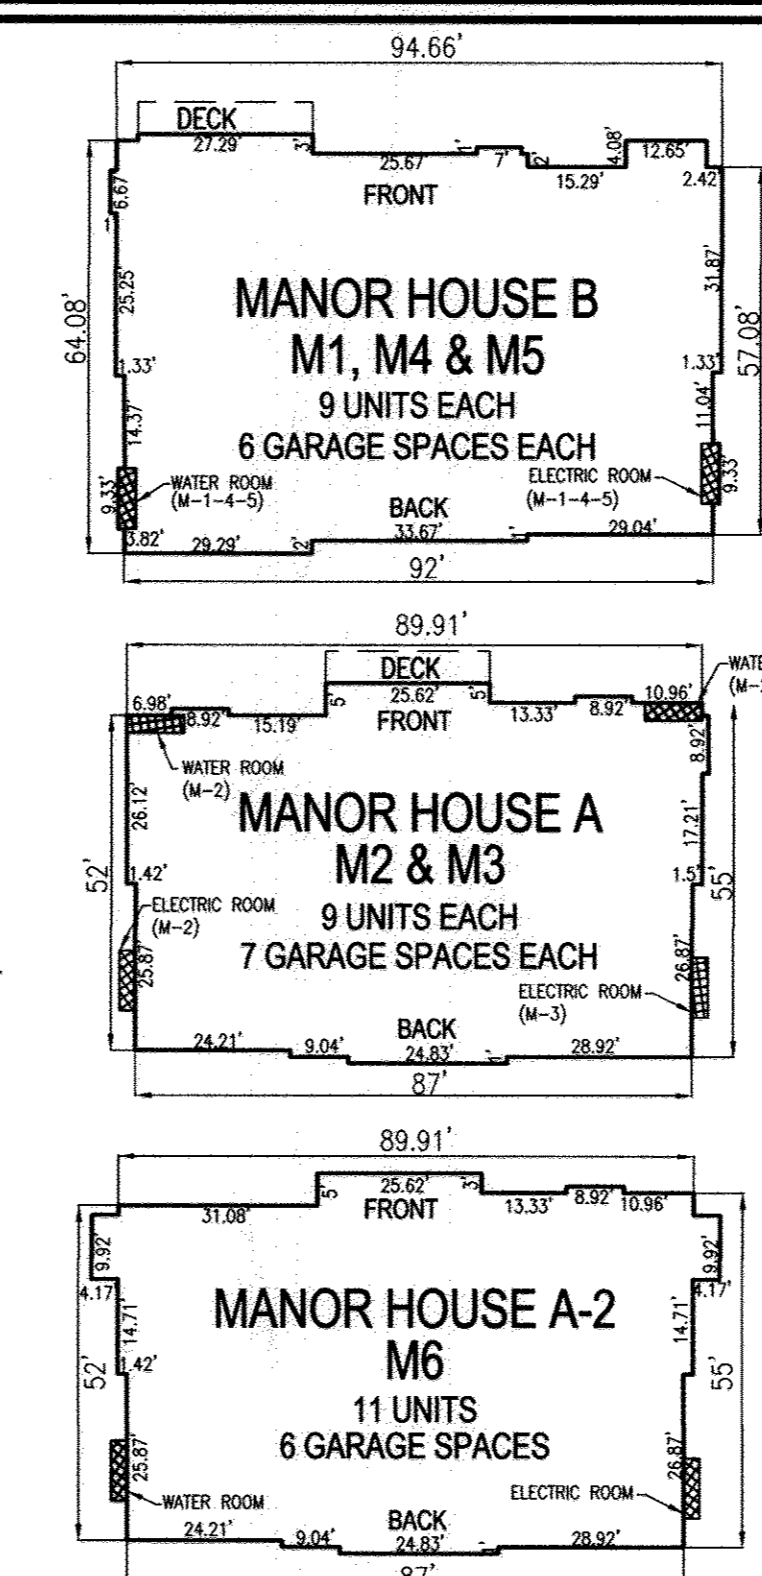 94.66'
DECK
27.29'
3'
25.67
1'
7'
2'
4.08'
12.65'
15.29'
2.42'
FRONT
6.67
1
25.25'
31.87'
64.08'
57.08'
MANOR HOUSE B
M1, M4 & M5
9 UNITS EACH
6 GARAGE SPACES EACH
1.33'
1.33'
14.37'
11.04'
WATER ROOM
(M-1-4-5)
ELECTRIC ROOM
(M-1-4-5)
9.33'
9.33'
BACK
3.82'
29.29'
2'
33.67'
1'
29.04'
92'
89.91'
DECK
6.98'
8.92'
15.19'
5'
25.62'
5'
13.33'
8.92'
10.96'
FRONT
WATER ROOM
(M-2)
8.92'
26.12'
17.21'
52'
55'
MANOR HOUSE A
M2 & M3
9 UNITS EACH
7 GARAGE SPACES EACH
1.42'
1.5'
ELECTRIC ROOM
(M-2)
25.87'
26.87'
ELECTRIC ROOM
(M-3)
BACK
24.21'
9.04'
24.83'
1'
28.92'
87'
89.91'
31.08'
5'
25.62'
3'
13.33'
8.92'
10.96'
FRONT
9.92'
9.92'
4.17'
4.17'
14.71'
14.71'
52'
55'
MANOR HOUSE A-2
M6
11 UNITS
6 GARAGE SPACES
1.42'
25.87'
26.87'
WATER ROOM
ELECTRIC ROOM
BACK
24.21'
9.04'
24.83'
1'
28.92'
87'